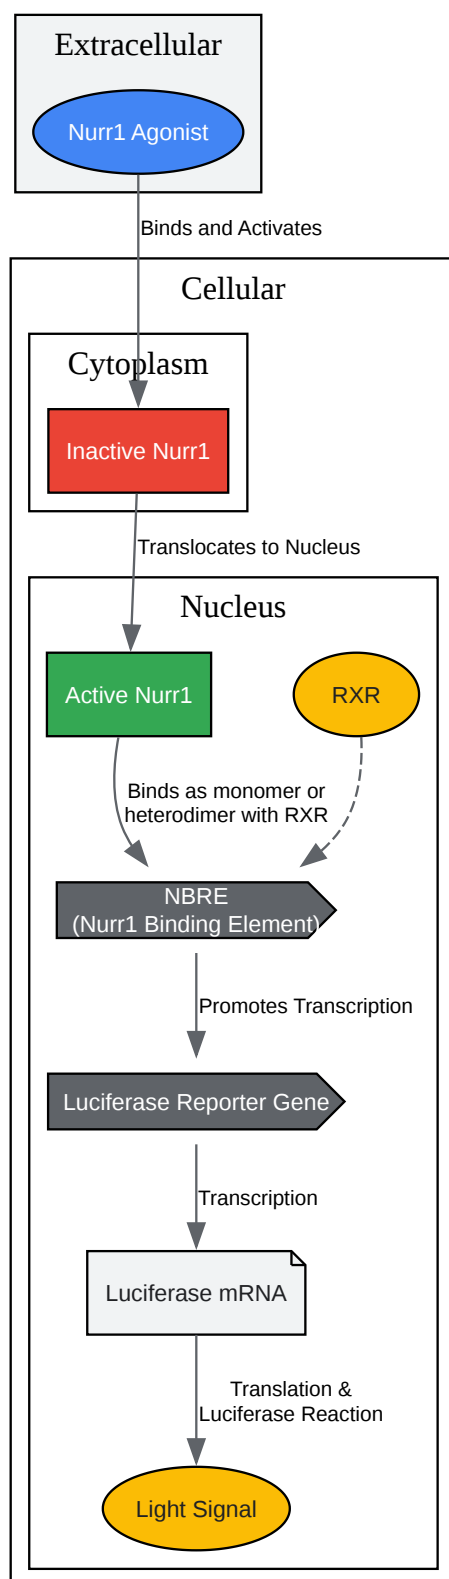 Extracellular
Nurr1 Agonist
Binds and Activates
Cellular
Cytoplasm
Inactive Nurr1
Translocates to Nucleus
Nucleus
Active Nurr1
RXR
Binds as monomer or
heterodimer with RXR
NBRE
(Nurr1 Binding Element)
Promotes Transcription
Luciferase Reporter Gene
Transcription
Luciferase mRNA
Translation &
Luciferase Reaction
Light Signal